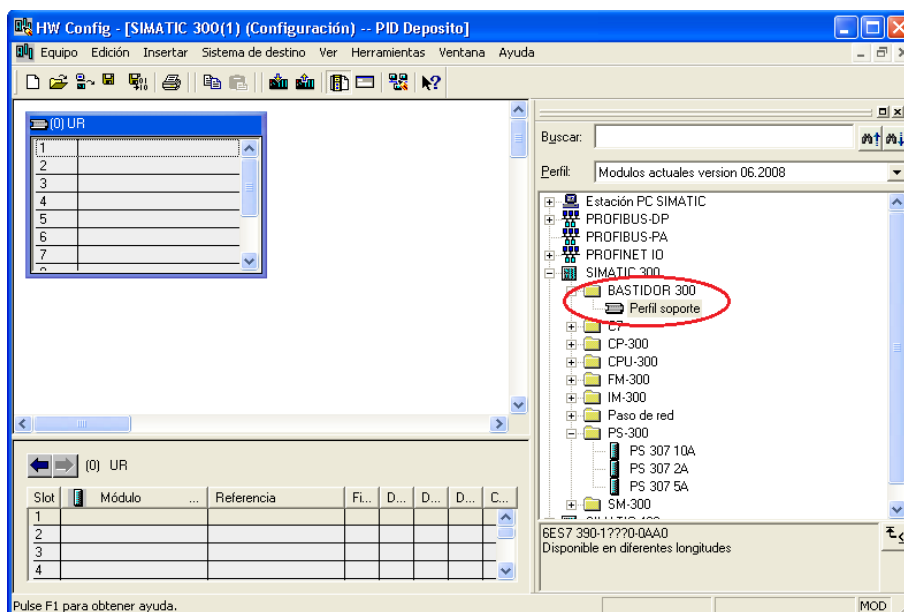 HW Config - [SIMATIC 300(1) (Configuración) -- PID Deposito]
Equipo Edición Insertar Sistema de destino Ver Herramientas Ventana Ayuda
(0) UR
1
2
3
4
5
6
7
Buscar:
Perfil: Modulos actuales version 06.2008
Estación PC SIMATIC
PROFIBUS-DP
PROFIBUS-PA
PROFINET IO
SIMATIC 300
BASTIDOR 300
Perfil soporte
C7
CP-300
CPU-300
FM-300
IM-300
Paso de red
PS-300
PS 307 10A
PS 307 2A
PS 307 5A
SM-300
(0) UR
Slot Módulo ... Referencia Fi... D... D... D... C...
1
2
3
4
6ES7 390-1???0-0AA0
Disponible en diferentes longitudes
Pulse F1 para obtener ayuda. MOD